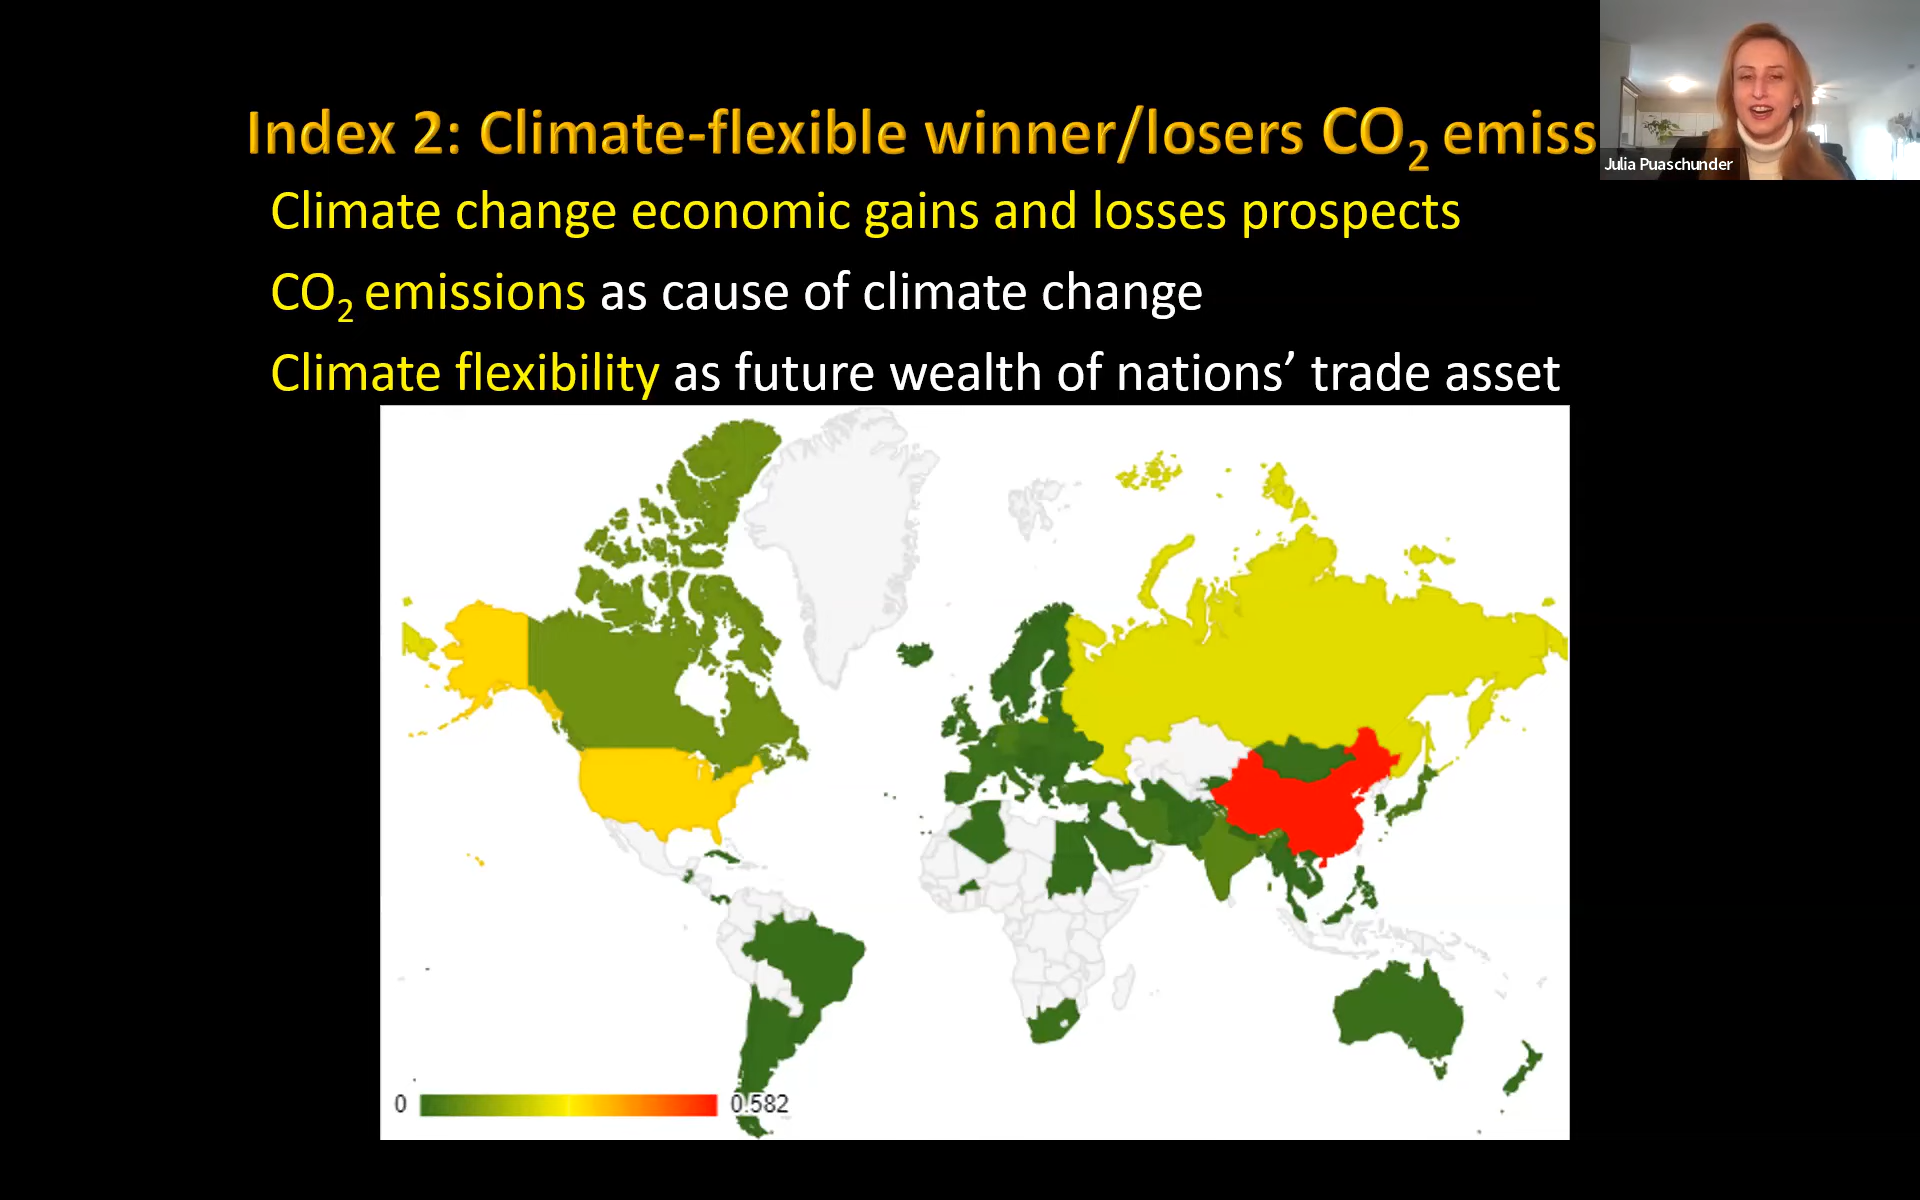 Index 2: Climate-flexible winner/losers CO₂ emiss
Julia Puaschunder
Climate change economic gains and losses prospects
CO₂ emissions as cause of climate change
Climate flexibility as future wealth of nations’ trade asset
0
0.582